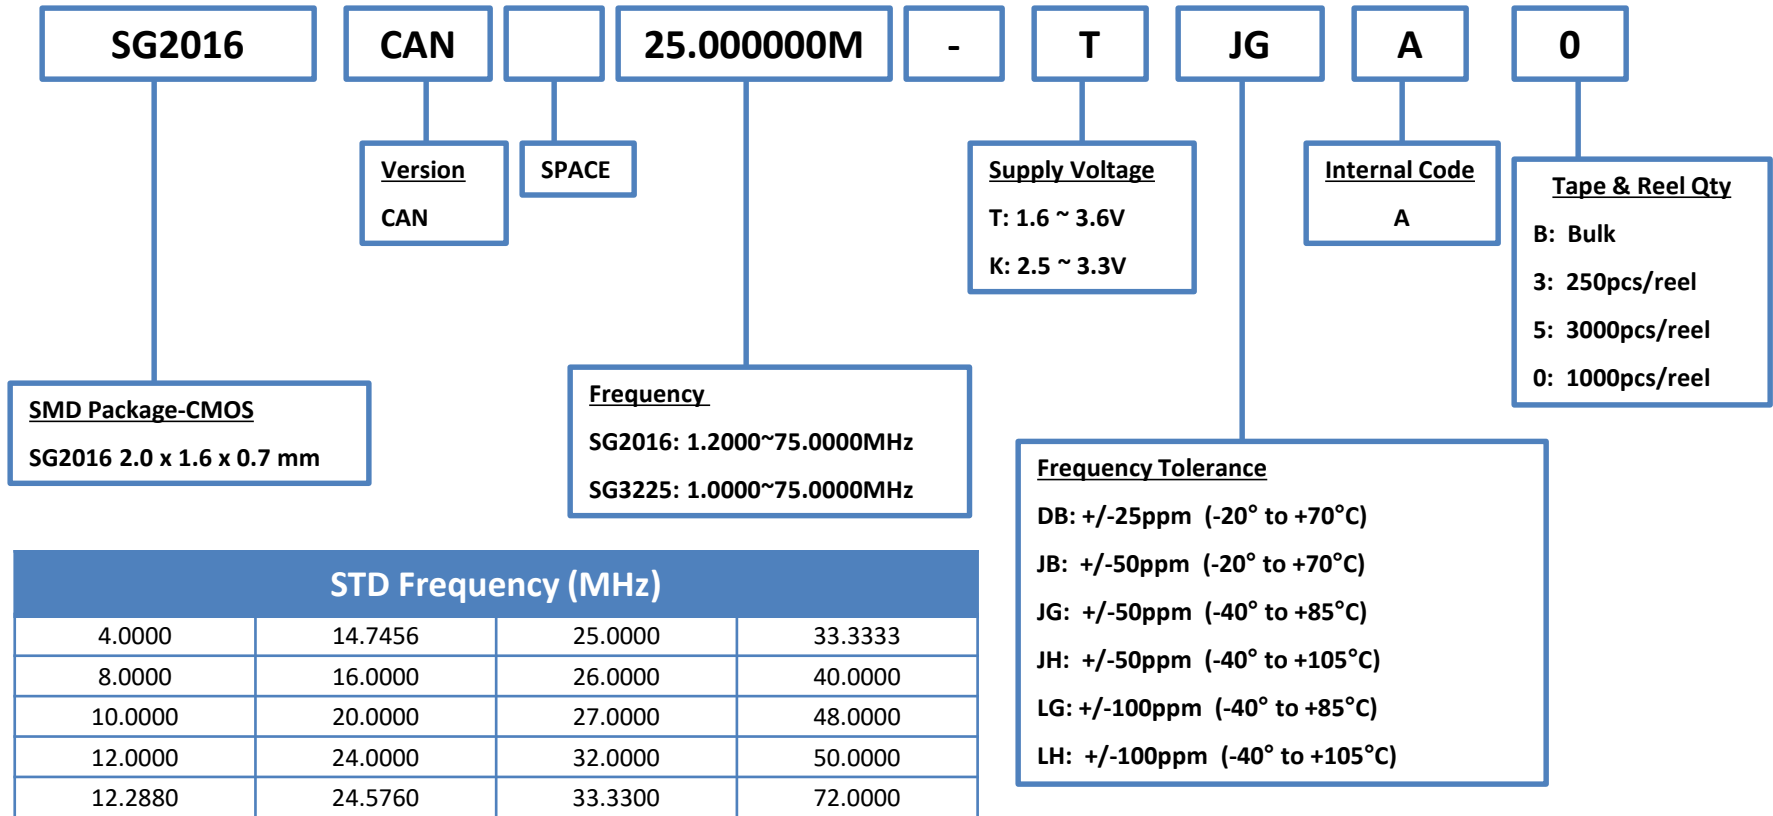 SG2016 CAN 25.000000M - T JG A 0
Version
CAN
SPACE
Supply Voltage
T: 1.6 ~ 3.6V
K: 2.5 ~ 3.3V
Internal Code
A
Tape & Reel Qty
B: Bulk
3: 250pcs/reel
5: 3000pcs/reel
0: 1000pcs/reel
SMD Package-CMOS
SG2016 2.0 x 1.6 x 0.7 mm
Frequency
SG2016: 1.2000~75.0000MHz
SG3225: 1.0000~75.0000MHz
Frequency Tolerance
DB: +/-25ppm (-20° to +70°C)
JB: +/-50ppm (-20° to +70°C)
JG: +/-50ppm (-40° to +85°C)
JH: +/-50ppm (-40° to +105°C)
LG: +/-100ppm (-40° to +85°C)
LH: +/-100ppm (-40° to +105°C)
STD Frequency (MHz)
4.0000 14.7456 25.0000 33.3333
8.0000 16.0000 26.0000 40.0000
10.0000 20.0000 27.0000 48.0000
12.0000 24.0000 32.0000 50.0000
12.2880 24.5760 33.3300 72.0000